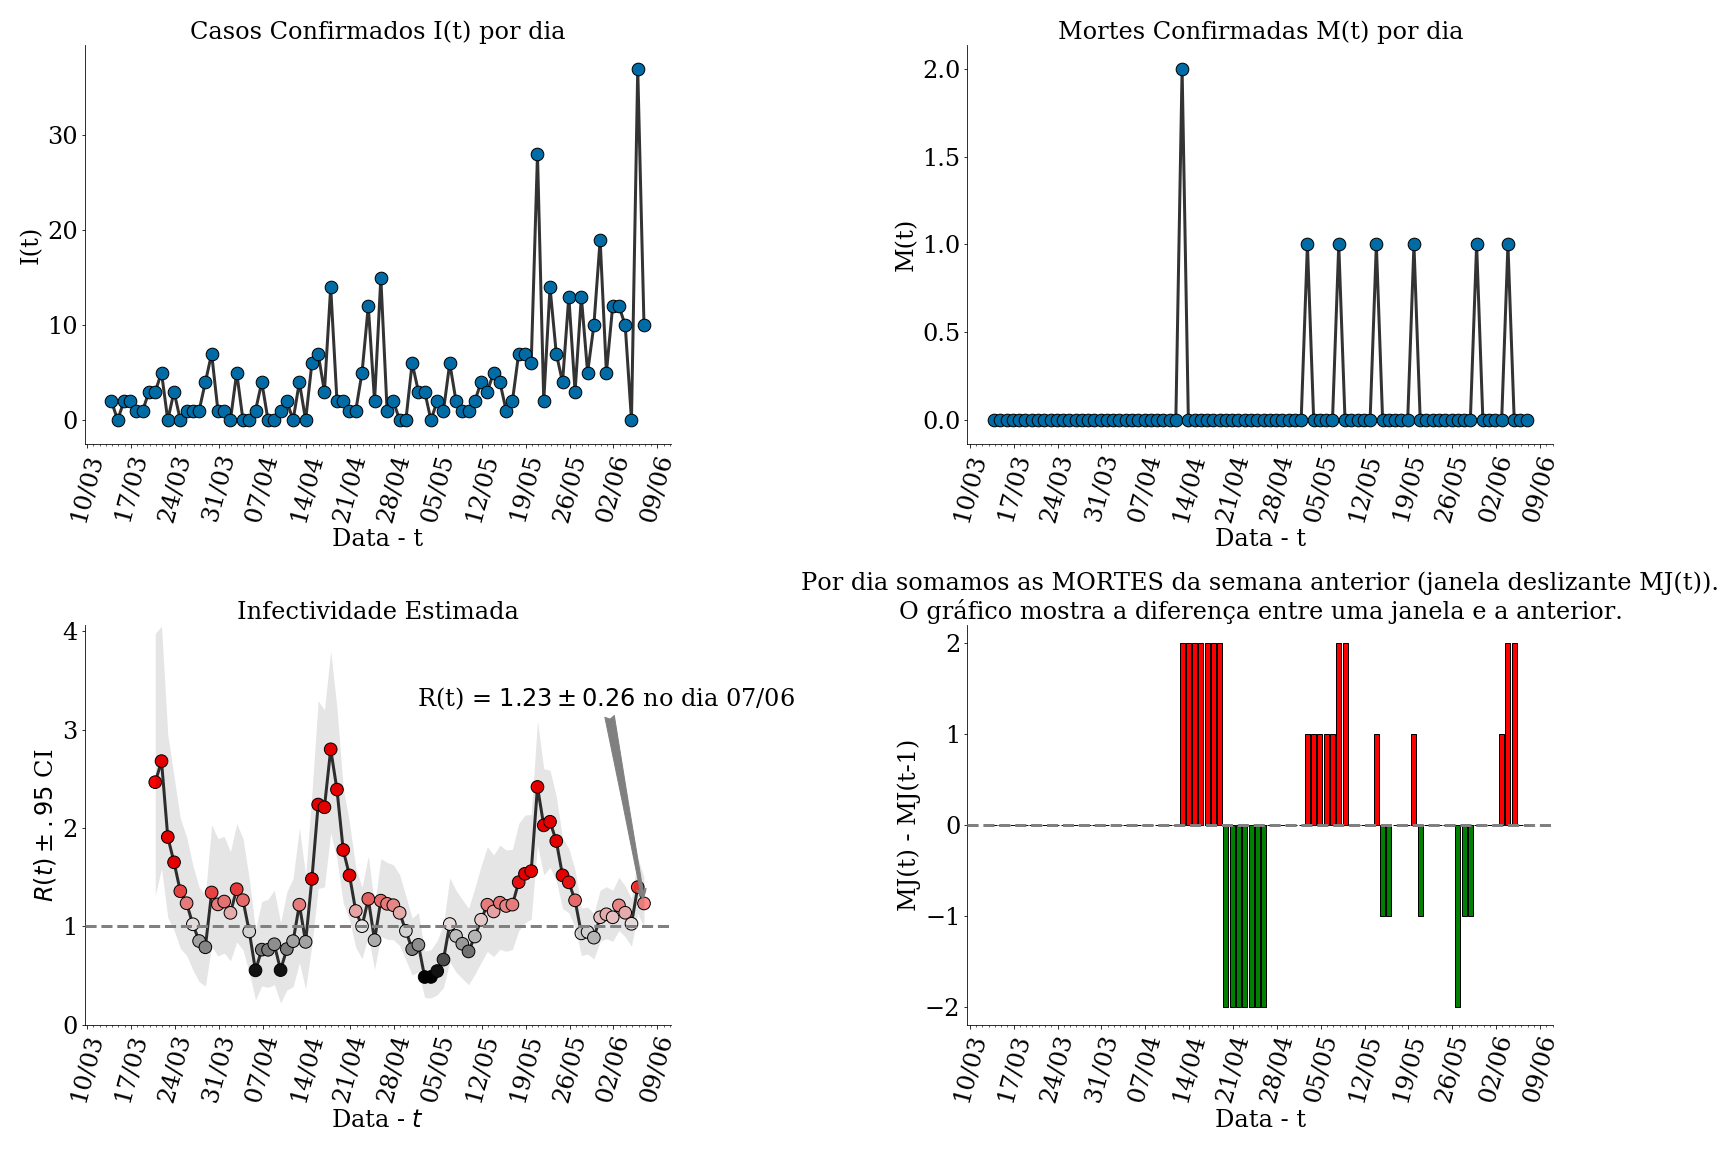 Casos Confirmados I(t) por dia
I(t)
30
20
10
0
10/03 17/03 24/03 31/03 07/04 14/04 21/04 28/04 05/05 12/05 19/05 26/05 02/06 09/06
Data - t
Mortes Confirmadas M(t) por dia
M(t)
2.0
1.5
1.0
0.5
0.0
10/03 17/03 24/03 31/03 07/04 14/04 21/04 28/04 05/05 12/05 19/05 26/05 02/06 09/06
Data - t
Infectividade Estimada
R(t) ± .95 CI
4
3
2
1
0
R(t) = 1.23 ± 0.26 no dia 07/06
10/03 17/03 24/03 31/03 07/04 14/04 21/04 28/04 05/05 12/05 19/05 26/05 02/06 09/06
Data - t
Por dia somamos as MORTES da semana anterior (janela deslizante MJ(t)).
O gráfico mostra a diferença entre uma janela e a anterior.
MJ(t) - MJ(t-1)
2
1
0
−1
−2
10/03 17/03 24/03 31/03 07/04 14/04 21/04 28/04 05/05 12/05 19/05 26/05 02/06 09/06
Data - t